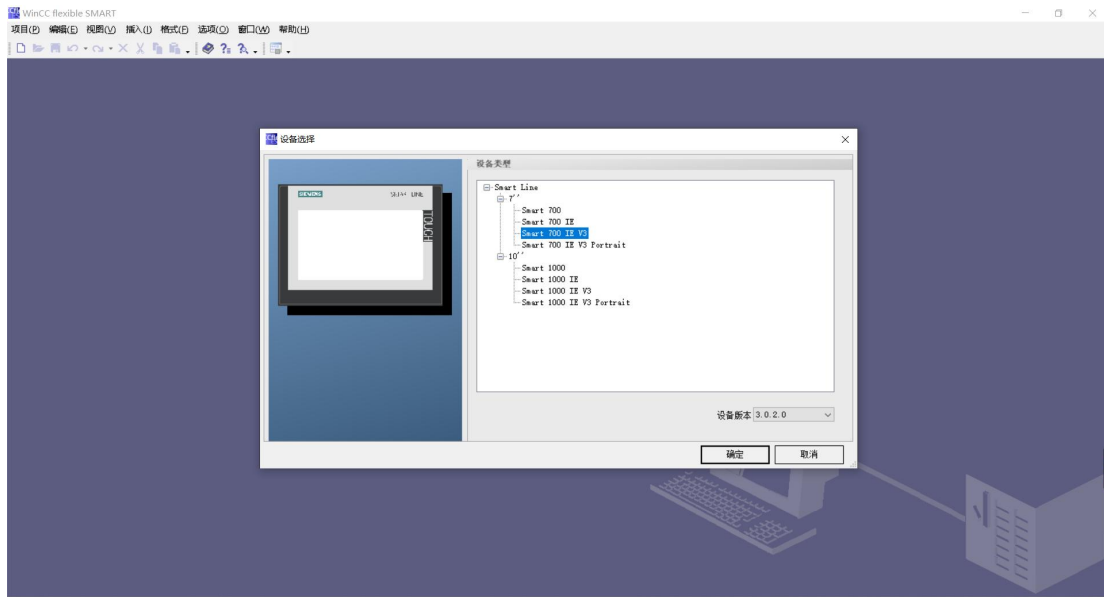 WinCC flexible SMART
项目(P) 编辑(E) 视图(V) 插入(I) 格式(F) 选项(O) 窗口(W) 帮助(H)
设备选择
设备类型
SIEMENS
SMART LINE
TOUCH
Smart Line
7''
Smart 700
Smart 700 IE
Smart 700 IE V3
Smart 700 IE V3 Portrait
10''
Smart 1000
Smart 1000 IE
Smart 1000 IE V3
Smart 1000 IE V3 Portrait
设备版本 3.0.2.0
确定 取消